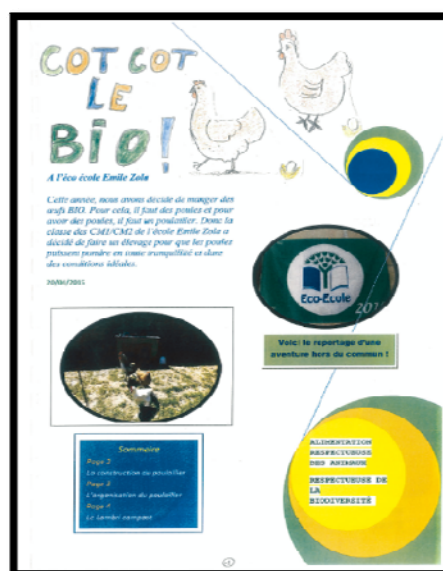 COT COT
LE
BIO!
A l'éco école Emile Zola
Cette année, nous avons décidé de manger des
œufs BIO. Pour cela, il faut des poules et pour
avoir des poules, il faut un poulailler. Donc la
classe des CM1/CM2 de l'école Emile Zola a
décidé de faire un élevage pour que les poules
puissent pondre en toute tranquillité et dans
des conditions idéales.
Eco-Ecole
Voici le reportage d'une
aventure hors du commun !
Sommaire
Page 2
La construction du poulailler
Page 3
L'organisation du poulailler
Page 4
Le lombri compost
ALIMENTATION
RESPECTUEUSE DE
LA
BIODIVERSITÉ